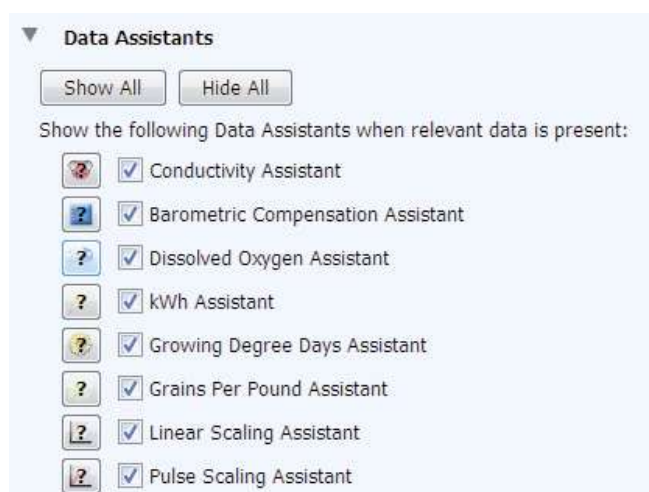 Data Assistants
Show All Hide All
Show the following Data Assistants when relevant data is present:
? Conductivity Assistant
? Barometric Compensation Assistant
? Dissolved Oxygen Assistant
? kWh Assistant
? Growing Degree Days Assistant
? Grains Per Pound Assistant
? Linear Scaling Assistant
? Pulse Scaling Assistant